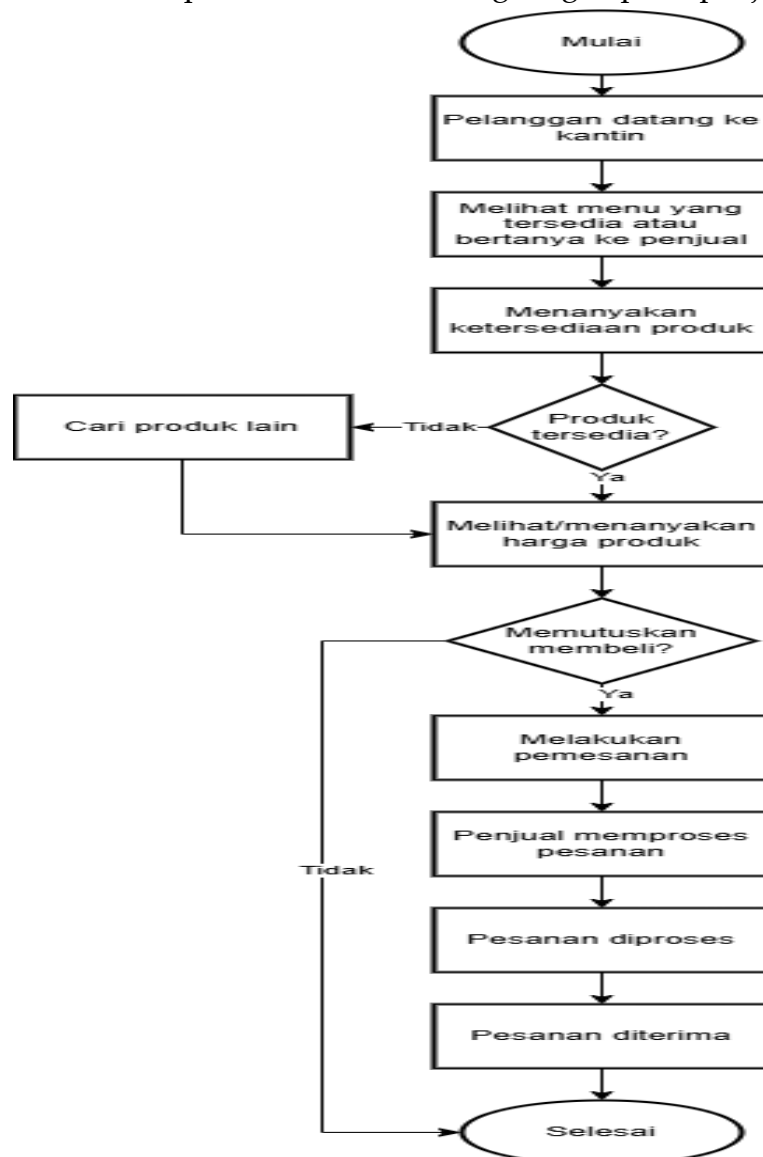 Mulai
Pelanggan datang ke
kantin
Melihat menu yang
tersedia atau
bertanya ke penjual
Menanyakan
ketersediaan produk
Produk
tersedia?
Tidak
Cari produk lain
Ya
Melihat/menanyakan
harga produk
Memutuskan
membeli?
Ya
Melakukan
pemesanan
Penjual memproses
pesanan
Tidak
Pesanan diproses
Pesanan diterima
Selesai